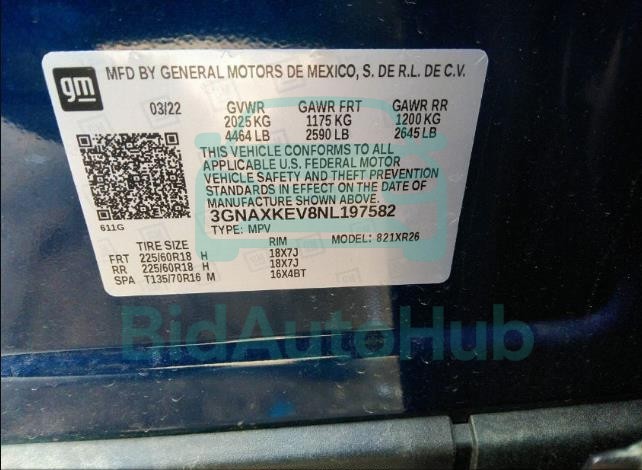 gm
MFD BY GENERAL MOTORS DE MEXICO, S. DE R.L. DE C.V.
03/22 GVWR GAWR FRT GAWR RR
2025 KG 1175 KG 1200 KG
4464 LB 2590 LB 2645 LB
THIS VEHICLE CONFORMS TO ALL
APPLICABLE U.S. FEDERAL MOTOR
VEHICLE SAFETY AND THEFT PREVENTION
STANDARDS IN EFFECT ON THE DATE OF
MANUFACTURE SHOWN ABOVE.
3GNAXKEV8NL197582
611G TYPE: MPV MODEL: 821XR26
TIRE SIZE RIM
FRT 225/60R18 H 18X7J
RR 225/60R18 H 18X7J
SPA T135/70R16 M 16X4BT
BidAutoHub